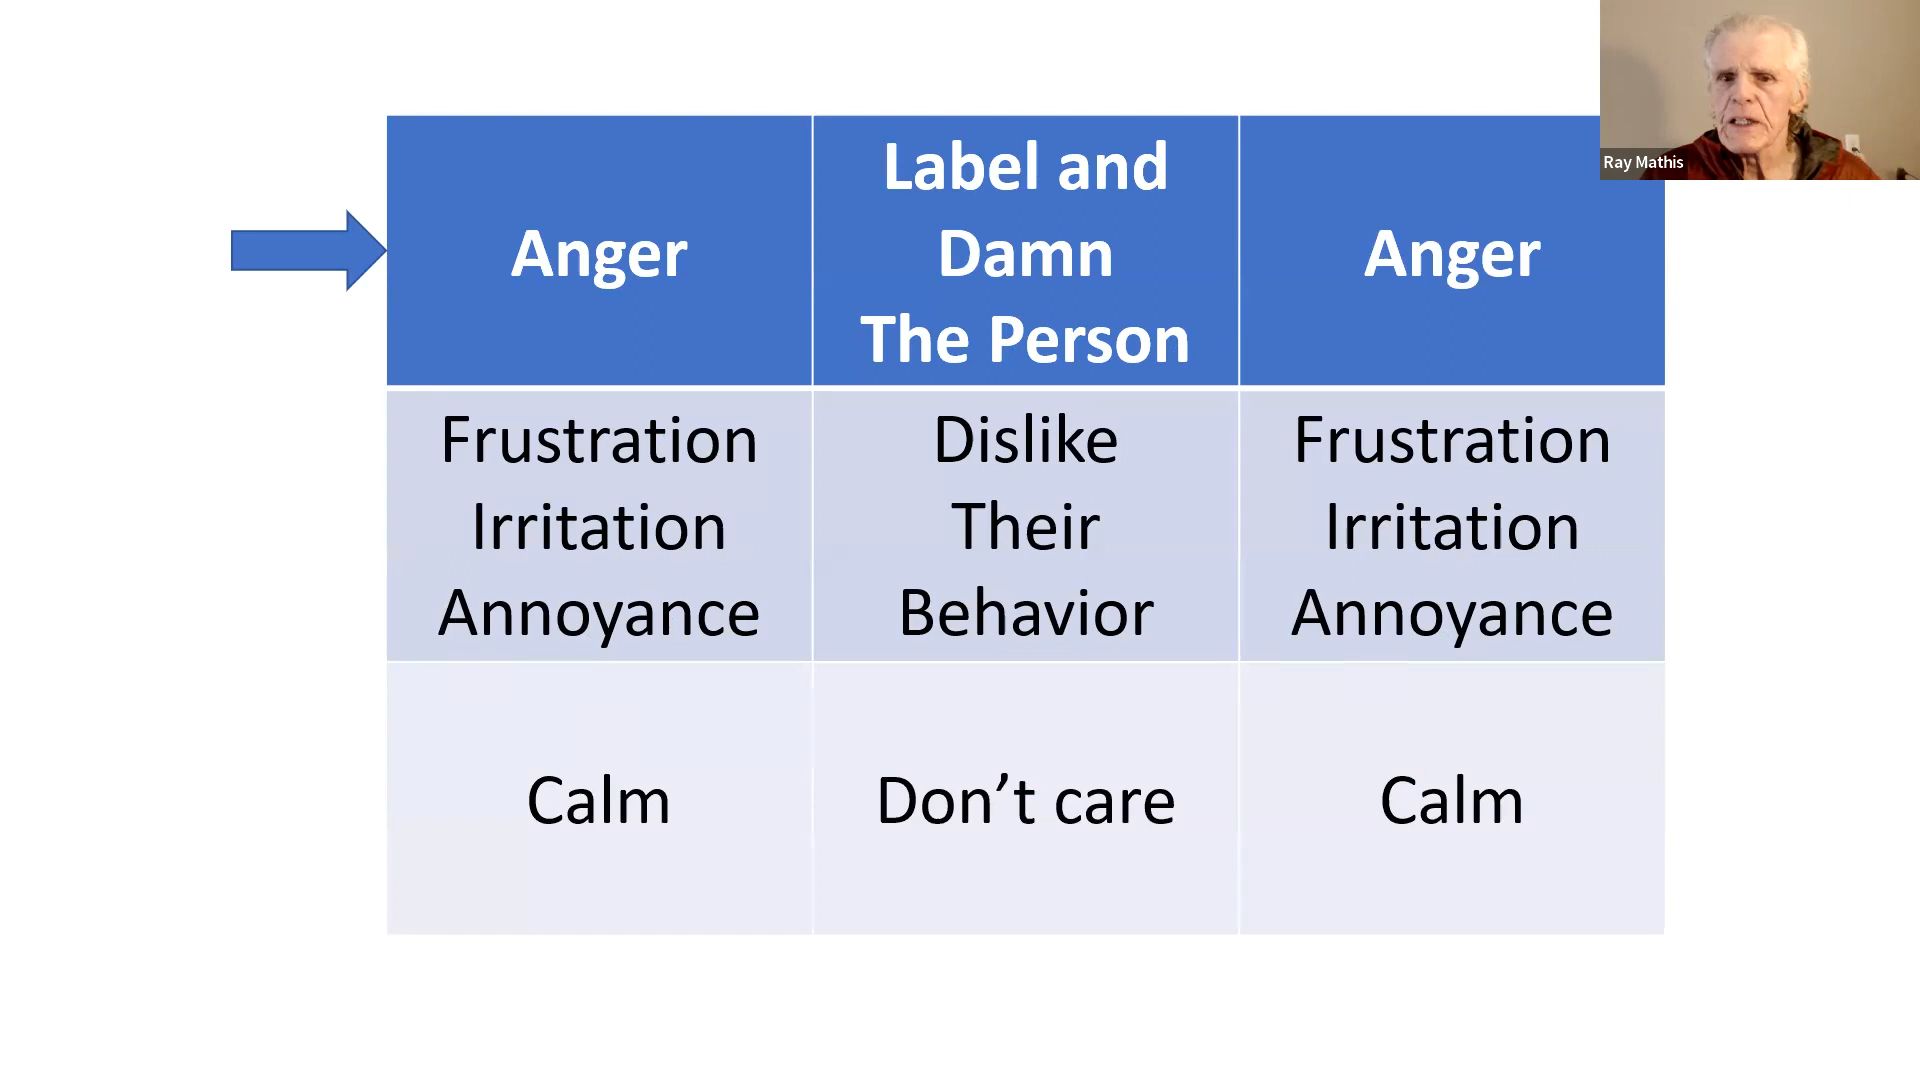 Ray Mathis
Anger
Label and
Damn
The Person
Anger
Frustration
Irritation
Annoyance
Dislike
Their
Behavior
Frustration
Irritation
Annoyance
Calm
Don’t care
Calm